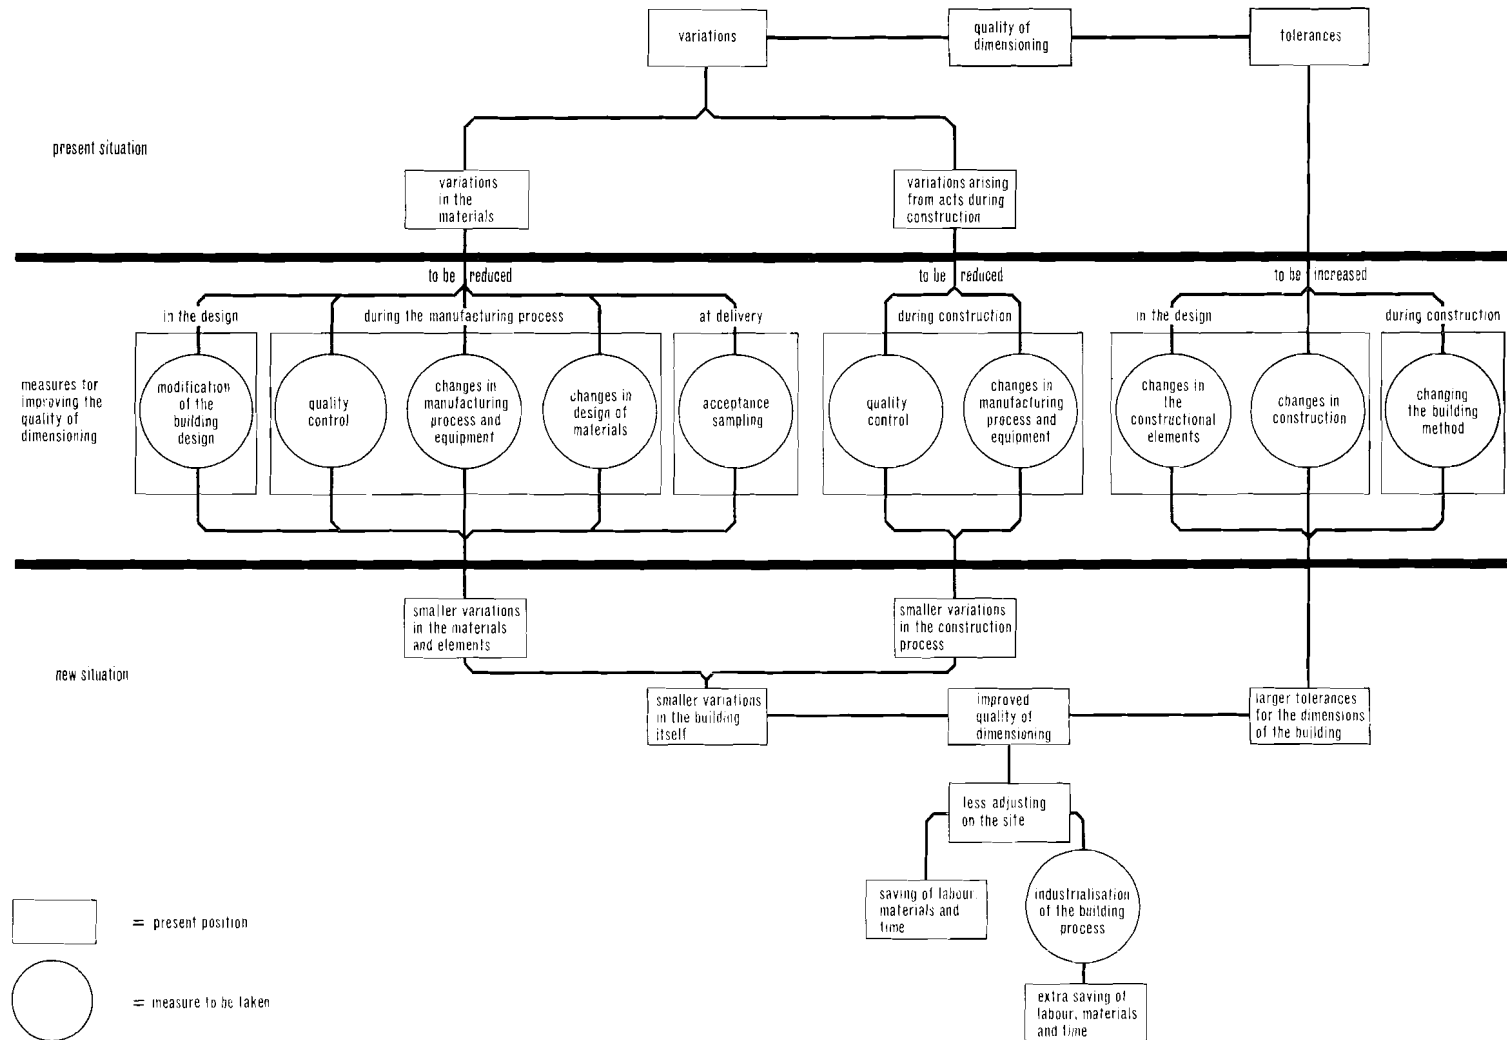 variations
quality of
dimensioning
tolerances
present situation
variations
in the
materials
variations arising
from acts during
construction
to be reduced
to be reduced
to be increased
in the design
during the manufacturing process
at delivery
during construction
in the design
during construction
measures for
improving the
quality of
dimensioning
modification
of the
building
design
quality
control
changes in
manufacturing
process and
equipment
changes in
design of
materials
acceptance
sampling
quality
control
changes in
manufacturing
process and
equipment
changes in
the
constructional
elements
changes in
construction
changing
the building
method
smaller variations
in the materials
and elements
smaller variations
in the construction
process
new situation
smaller variations
in the building
itself
improved
quality of
dimensioning
larger tolerances
for the dimensions
of the building
less adjusting
on the site
saving of labour,
materials and
time
industrialisation
of the building
process
extra saving of
labour, materials
and time
= present position
= measure to be taken